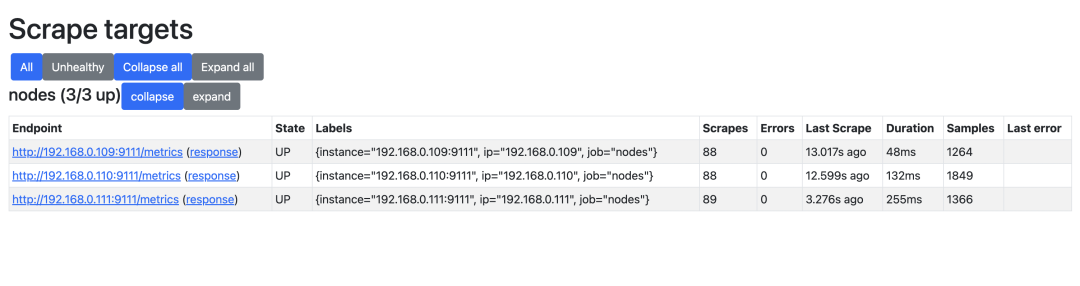 Scrape targets
All Unhealthy Collapse all Expand all
nodes (3/3 up) collapse expand
Endpoint State Labels Scrapes Errors Last Scrape Duration Samples Last error
http://192.168.0.109:9111/metrics (response) UP {instance="192.168.0.109:9111", ip="192.168.0.109", job="nodes"} 88 0 13.017s ago 48ms 1264
http://192.168.0.110:9111/metrics (response) UP {instance="192.168.0.110:9111", ip="192.168.0.110", job="nodes"} 88 0 12.599s ago 132ms 1849
http://192.168.0.111:9111/metrics (response) UP {instance="192.168.0.111:9111", ip="192.168.0.111", job="nodes"} 89 0 3.276s ago 255ms 1366